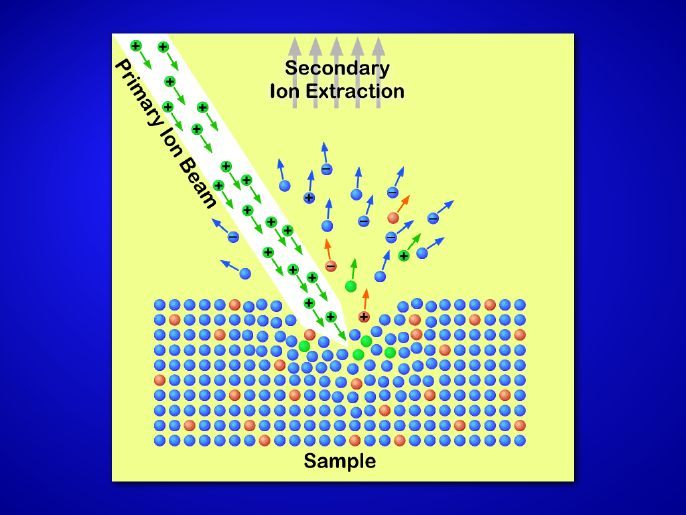 Secondary
Ion Extraction
Primary Ion Beam
Sample